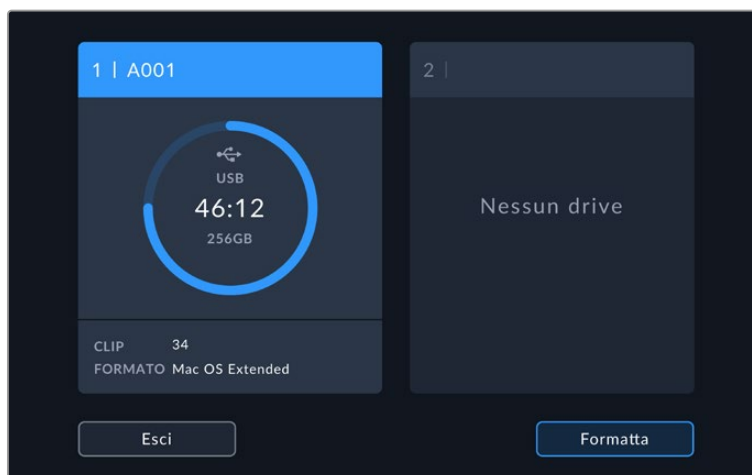 1 | A001
USB
46:12
256GB
CLIP 34
FORMATO Mac OS Extended
2 |
Nessun drive
Esci
Formatta